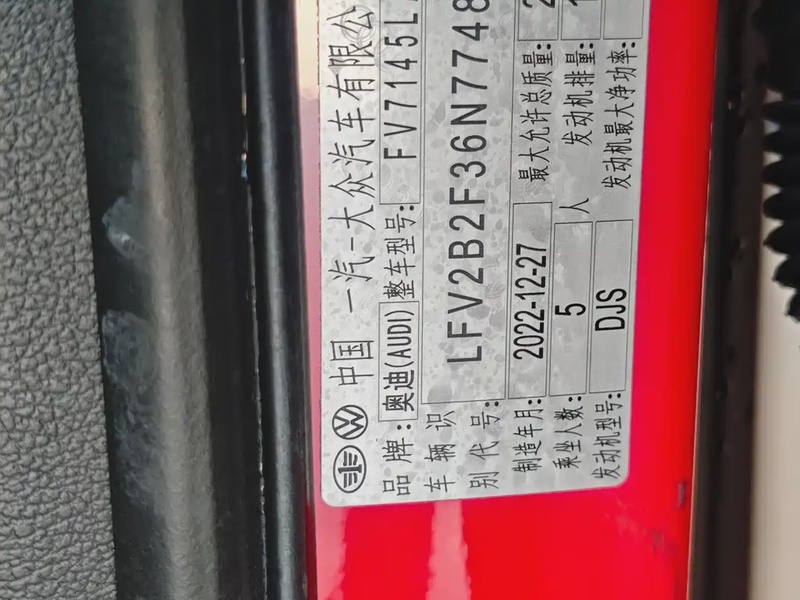 中国 一汽-大众汽车有限公
品牌: 奥迪(AUDI) 整车型号: FV7145L
车辆识
别代号: LFV2B2F36N7748
制造年月: 2022-12-27 最大允许总质量: 2
乘坐人数: 5 人 发动机排量: 1
发动机型号: DJS 发动机最大净功率: